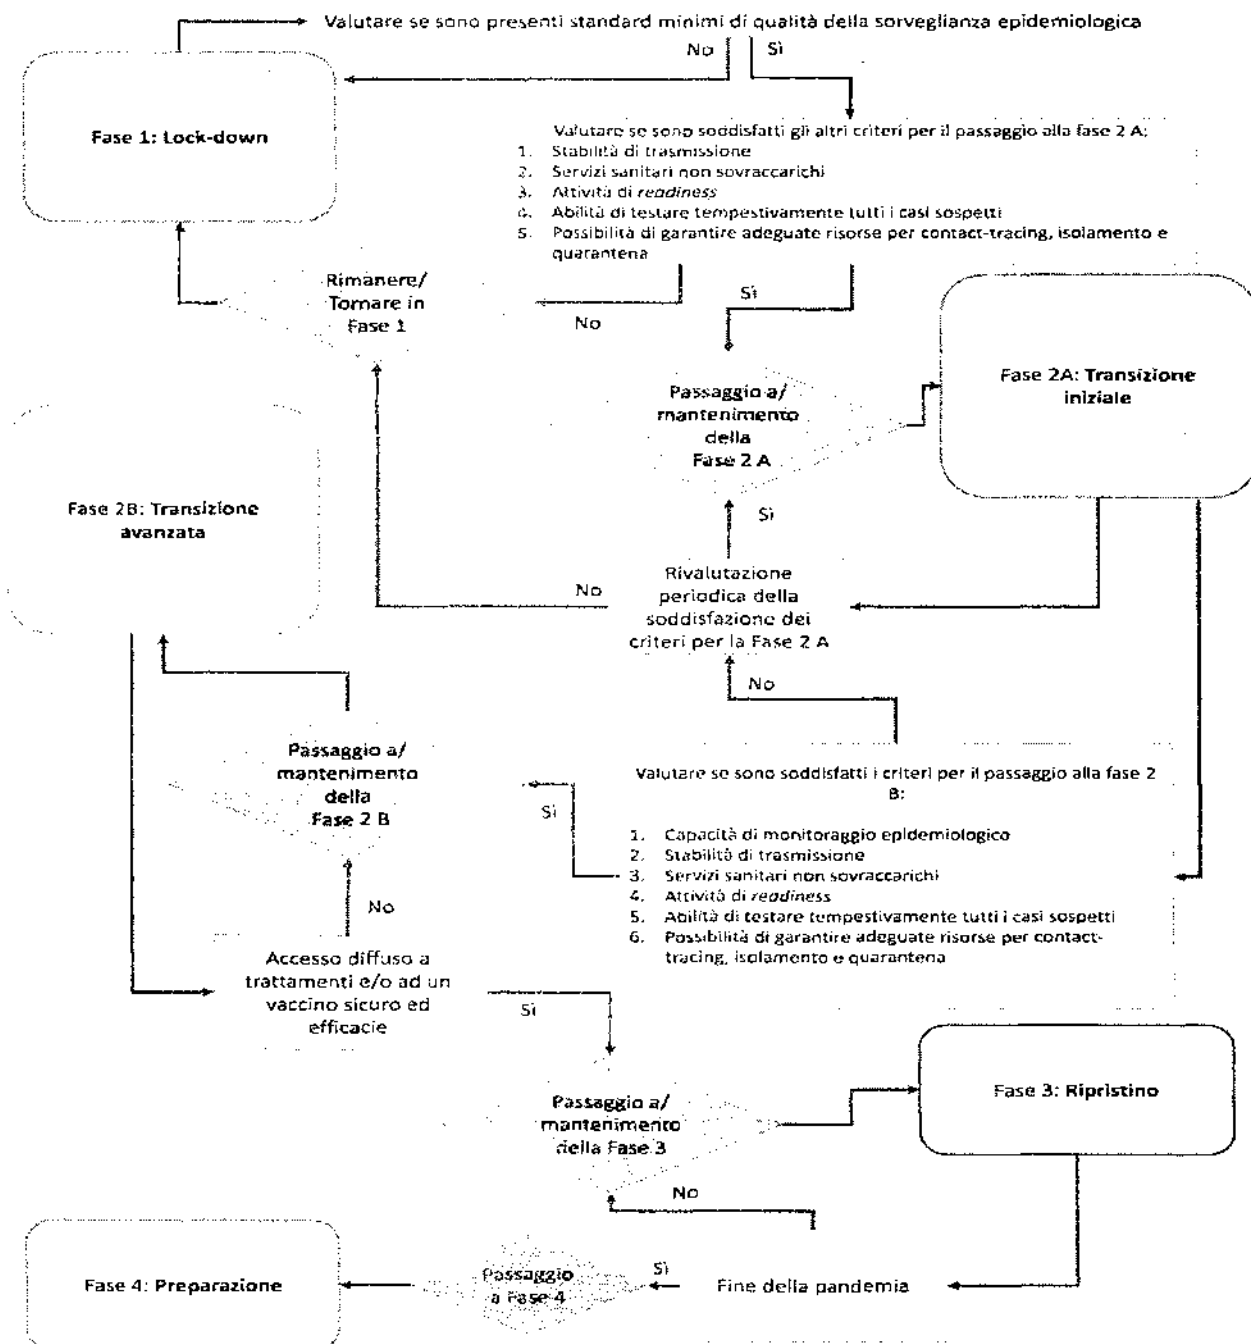 Valutare se sono presenti standard minimi di qualità della sorveglianza epidemiologica
No
Sì
Fase 1: Lock-down
Valutare se sono soddisfatti gli altri criteri per il passaggio alla fase 2 A:
1. Stabilità di trasmissione
2. Servizi sanitari non sovraccarichi
3. Attività di readiness
4. Abilità di testare tempestivamente tutti i casi sospetti
5. Possibilità di garantire adeguate risorse per contact-tracing, isolamento e
quarantena
Rimanere/
Tornare in
Fase 1
No
Sì
Passaggio a/
mantenimento
della
Fase 2 A
Fase 2A: Transizione
iniziale
Fase 2B: Transizione
avanzata
Sì
No
Rivalutazione
periodica della
soddisfazione dei
criteri per la Fase 2 A
No
Passaggio a/
mantenimento
della
Fase 2 B
Sì
Valutare se sono soddisfatti i criteri per il passaggio alla fase 2
B:
1. Capacità di monitoraggio epidemiologico
2. Stabilità di trasmissione
3. Servizi sanitari non sovraccarichi
4. Attività di readiness
5. Abilità di testare tempestivamente tutti i casi sospetti
6. Possibilità di garantire adeguate risorse per contact-
tracing, isolamento e quarantena
No
Accesso diffuso a
trattamenti e/o ad un
vaccino sicuro ed
efficacie
Sì
Passaggio a/
mantenimento
della Fase 3
Fase 3: Ripristino
No
Fase 4: Preparazione
Passaggio
a Fase 4
Sì
Fine della pandemia